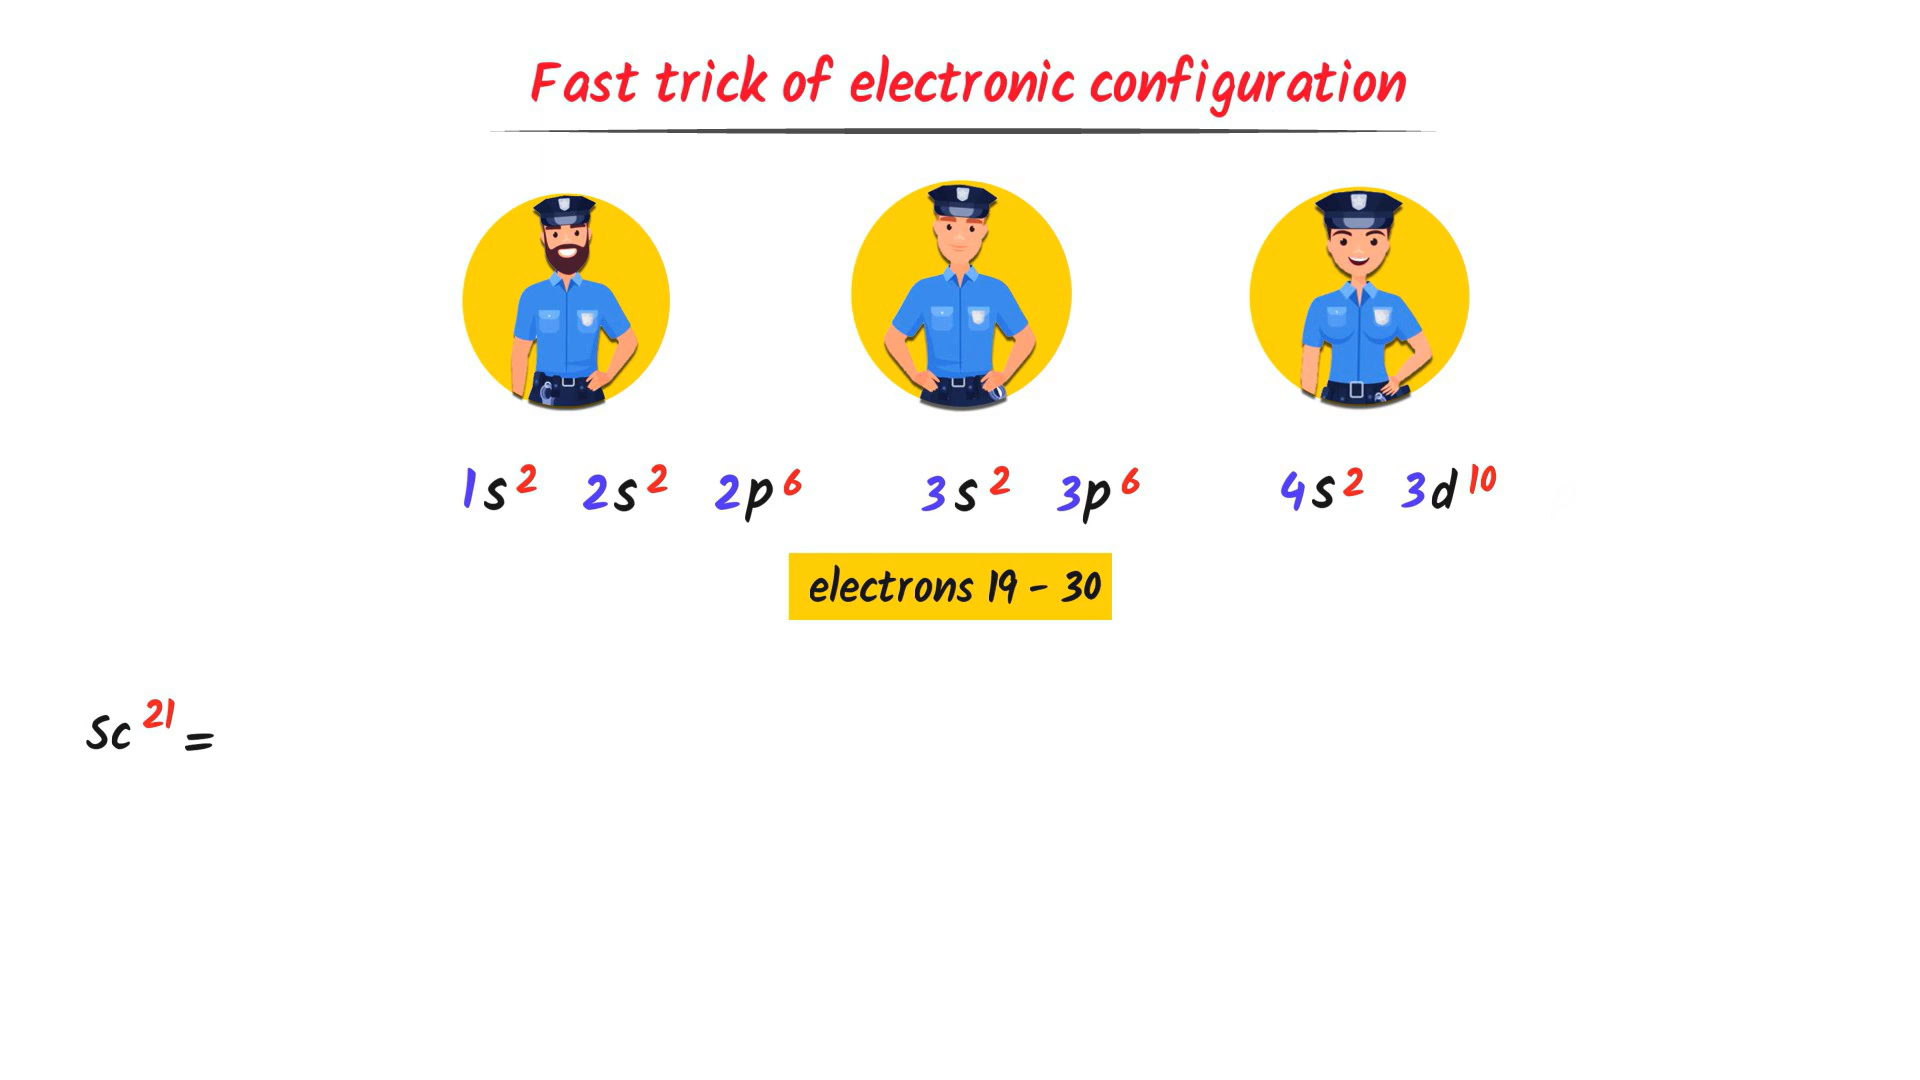 Fast trick of electronic configuration
1s² 2s² 2p⁶ 3s² 3p⁶ 4s² 3d¹⁰
electrons 19 - 30
Sc²¹ =